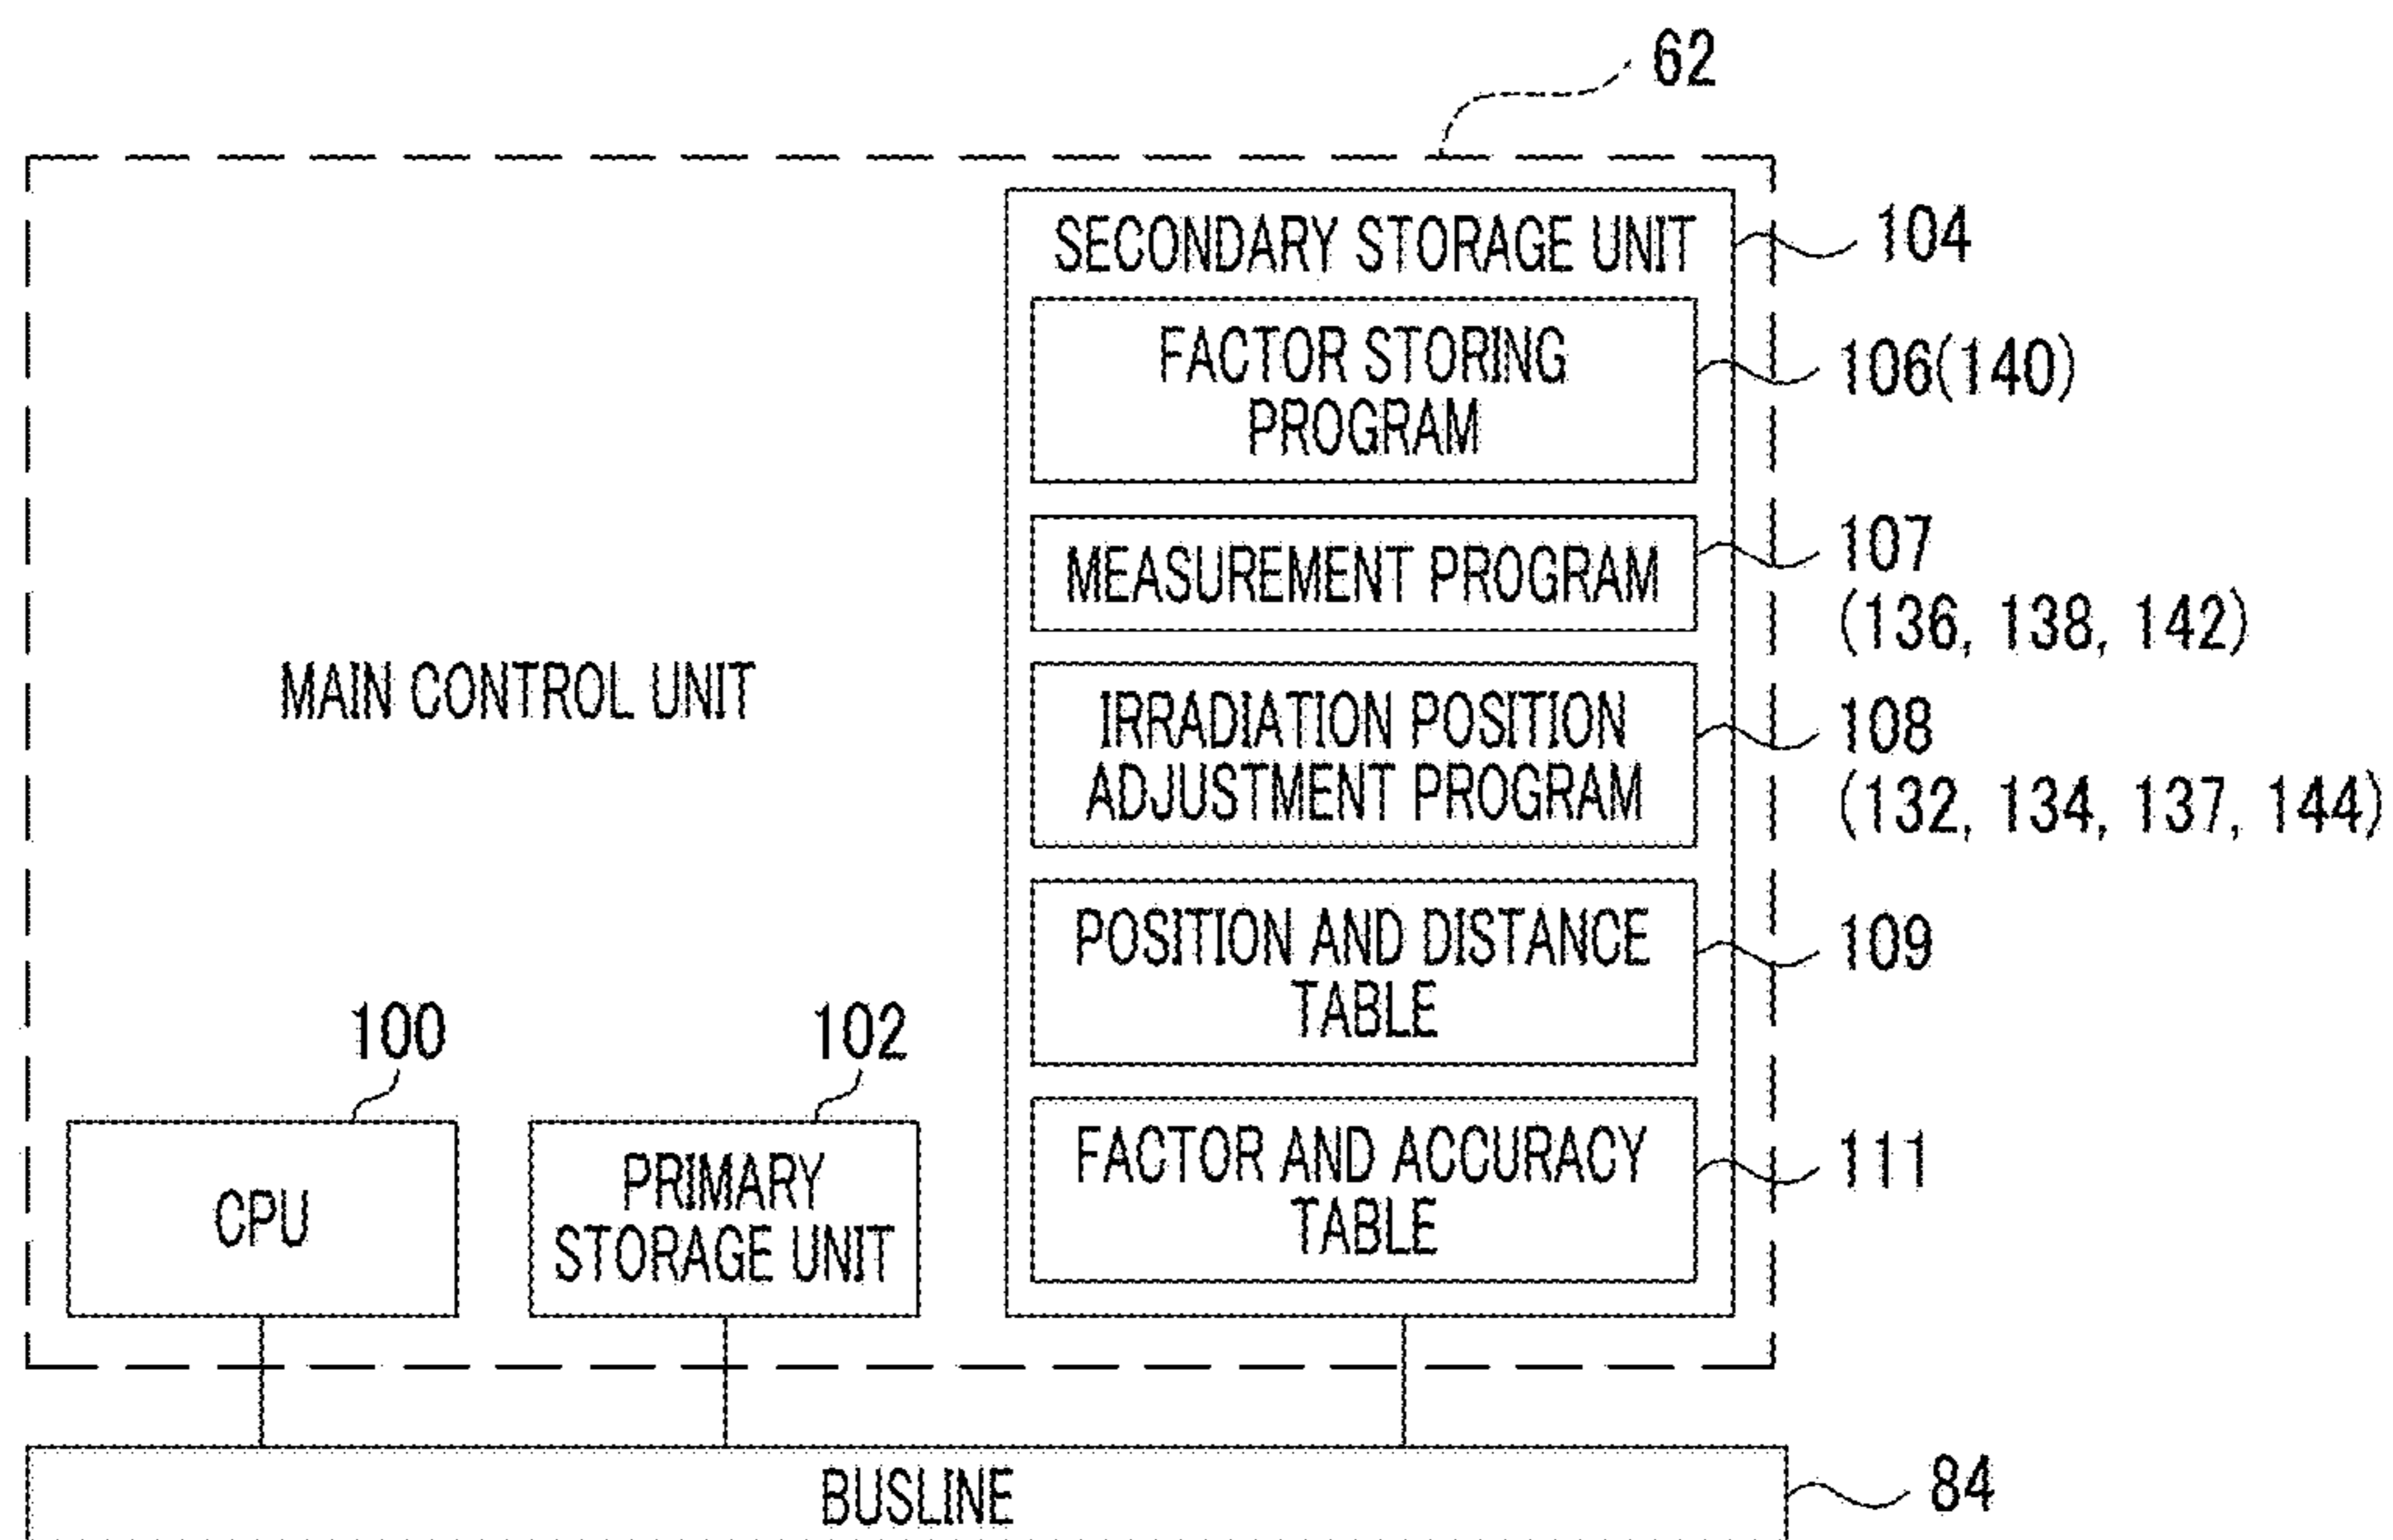 62
SECONDARY STORAGE UNIT
104
FACTOR STORING
PROGRAM
106(140)
MEASUREMENT PROGRAM
107
(136, 138, 142)
MAIN CONTROL UNIT
IRRADIATION POSITION
ADJUSTMENT PROGRAM
108
(132, 134, 137, 144)
POSITION AND DISTANCE
TABLE
109
100
102
CPU
PRIMARY
STORAGE UNIT
FACTOR AND ACCURACY
TABLE
111
BUSLINE
84